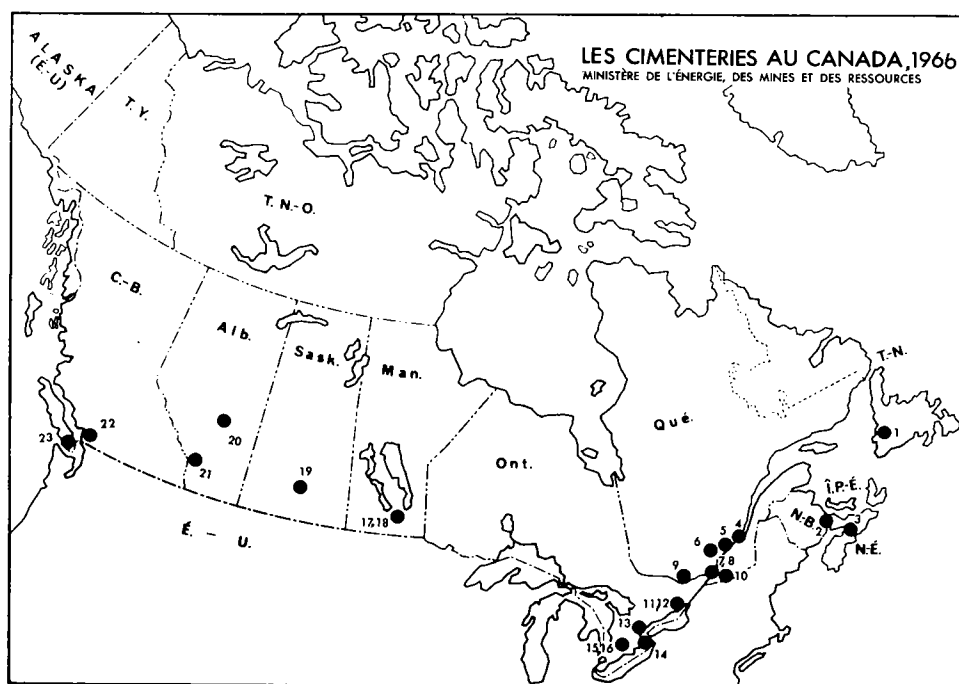 LES CIMENTERIES AU CANADA, 1966
MINISTÈRE DE L'ÉNERGIE, DES MINES ET DES RESSOURCES
ALASKA
(É.-U)
T.Y.
T.N.-O.
C.-B.
Alb.
Sask.
Man.
Ont.
Qué.
T.-N.
Î.P.-É.
N.-B.
N.-É.
É. - U.
1
2
3
4
5
6
7,8
9
10
11,12
13
14
15,16
17,18
19
20
21
22
23